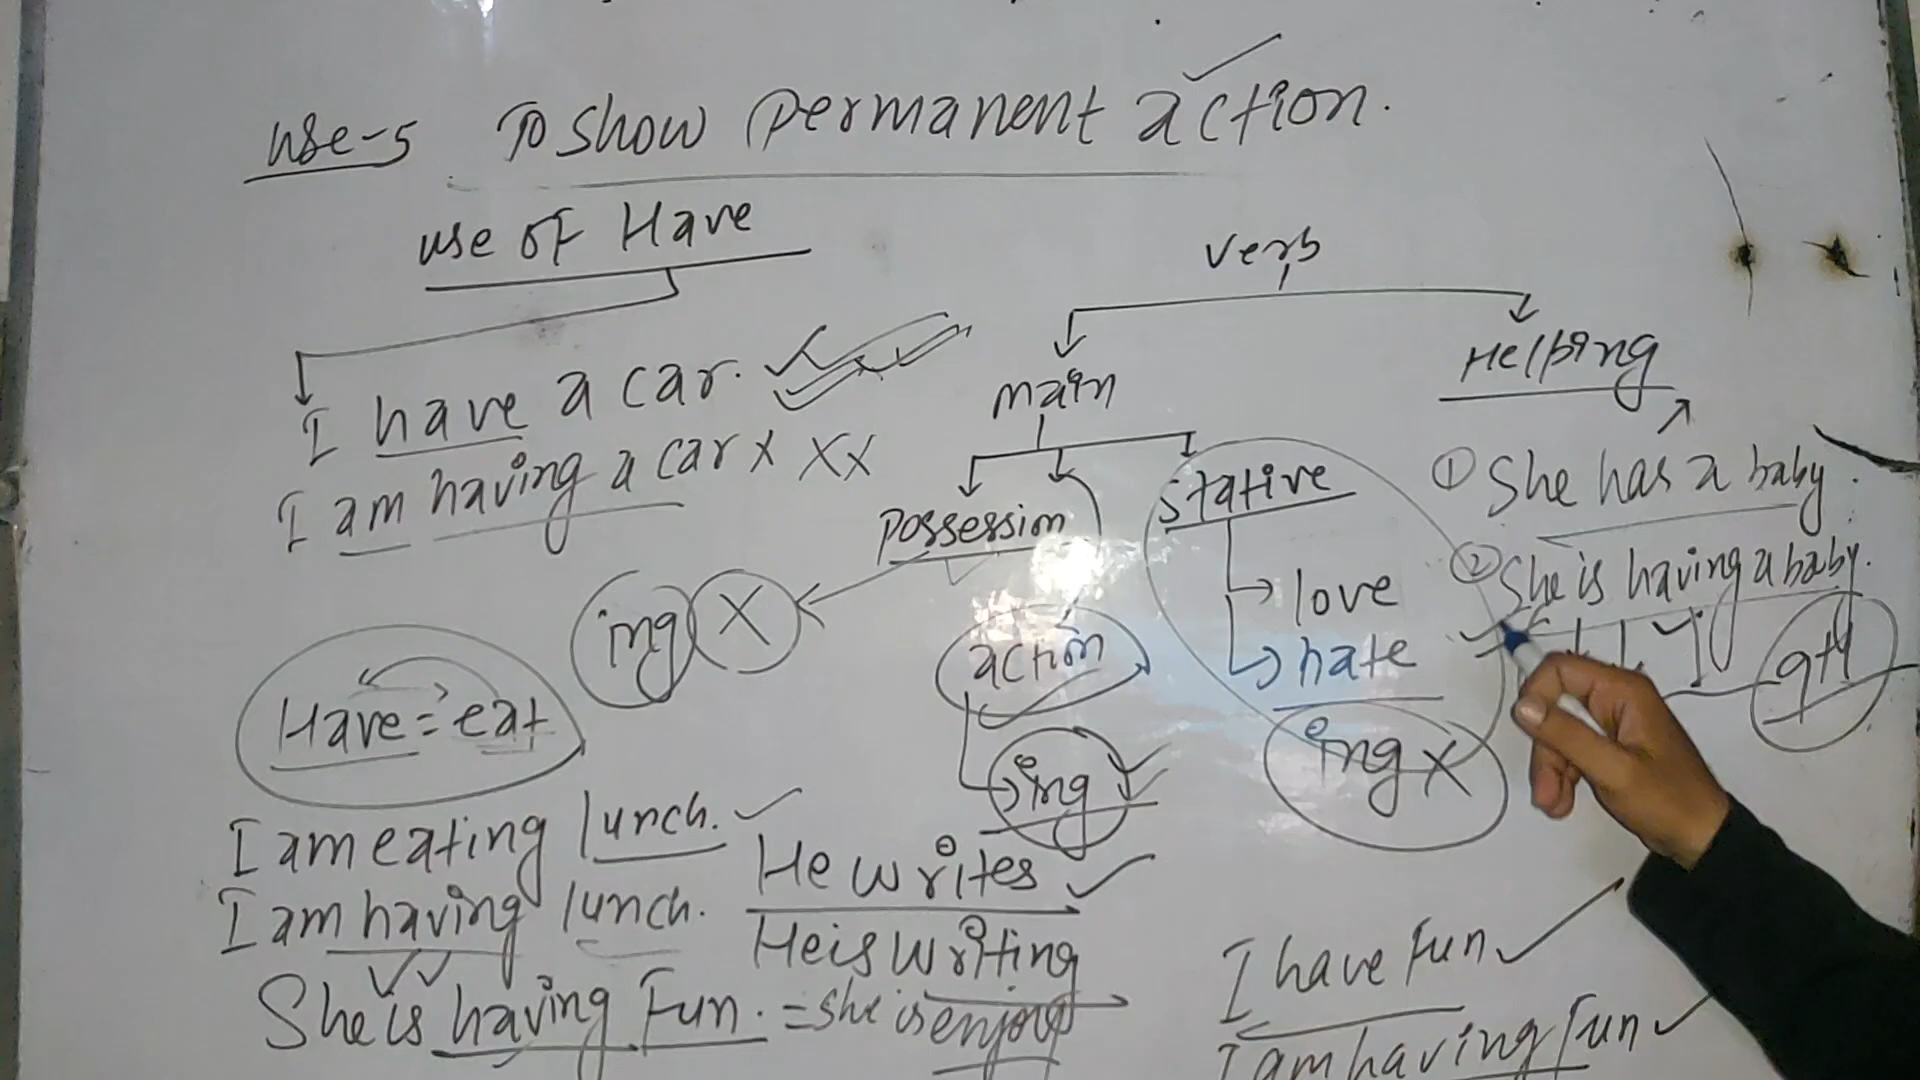 Use-5 To show permanent action.
use of Have
verb
main
Helping
I have a car.
I am having a car x xx
possession
stative
① She has a baby.
② She is having a baby.
love
hate
ing X
action
Have = eat
ing
ing X
I am eating lunch.
I am having lunch.
He writes
He is writing
She is having Fun. = She is enjoying
I have Fun
I am having Fun